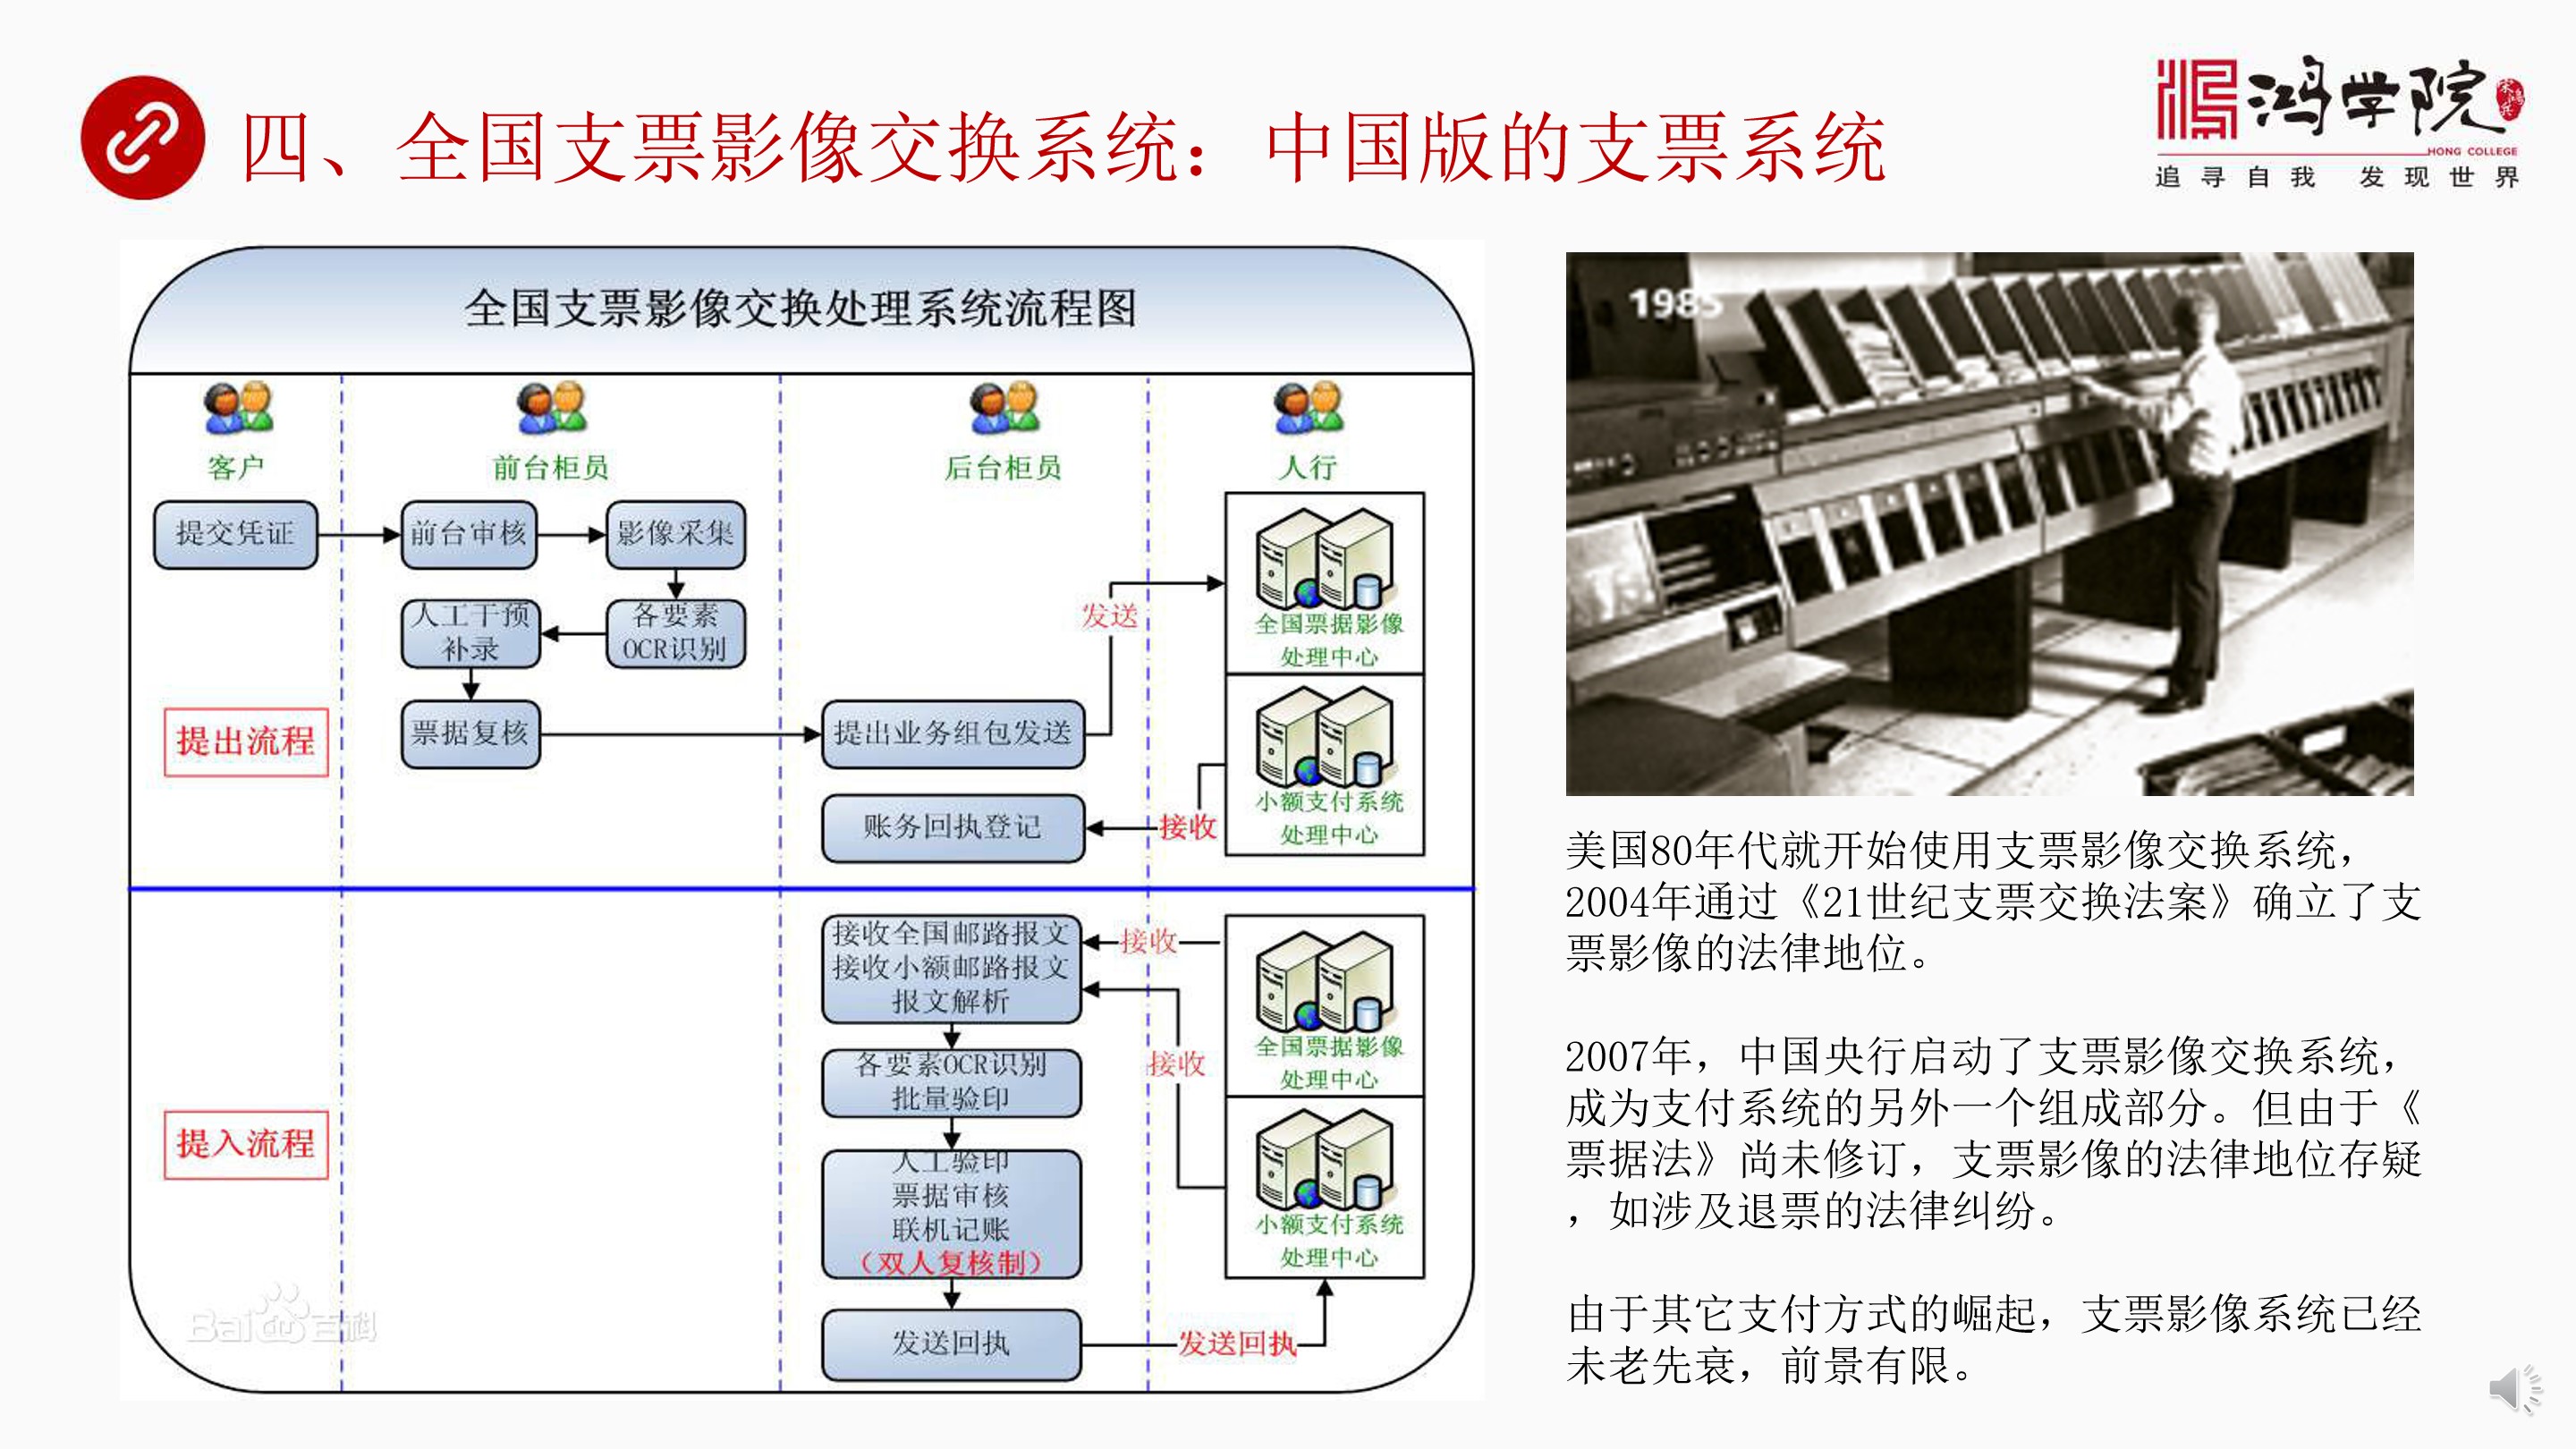 四、全国支票影像交换系统：中国版的支票系统
鸿学院
HONG COLLEGE
追寻自我 发现世界
全国支票影像交换处理系统流程图
客户
前台柜员
后台柜员
人行
提交凭证
前台审核
影像采集
人工干预
补录
各要素
OCR识别
发送
全国票据影像
处理中心
提出流程
票据复核
提出业务组包发送
小额支付系统
处理中心
账务回执登记
接收
接收全国邮路报文
接收小额邮路报文
报文解析
接收
全国票据影像
处理中心
各要素OCR识别
批量验印
接收
提入流程
人工验印
票据审核
联机记账
（双人复核制）
小额支付系统
处理中心
发送回执
发送回执
Bai百科
1985
美国80年代就开始使用支票影像交换系统，
2004年通过《21世纪支票交换法案》确立了支
票影像的法律地位。
2007年，中国央行启动了支票影像交换系统，
成为支付系统的另外一个组成部分。但由于《
票据法》尚未修订，支票影像的法律地位存疑
，如涉及退票的法律纠纷。
由于其它支付方式的崛起，支票影像系统已经
未老先衰，前景有限。